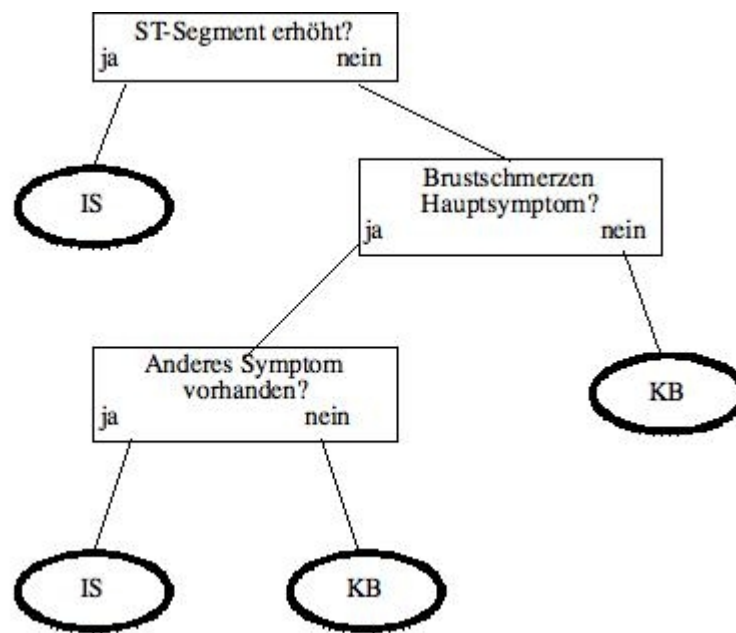 ST-Segment erhöht?
ja nein
IS
Brustschmerzen
Hauptsymptom?
ja nein
Anderes Symptom
vorhanden?
ja nein
KB
IS
KB